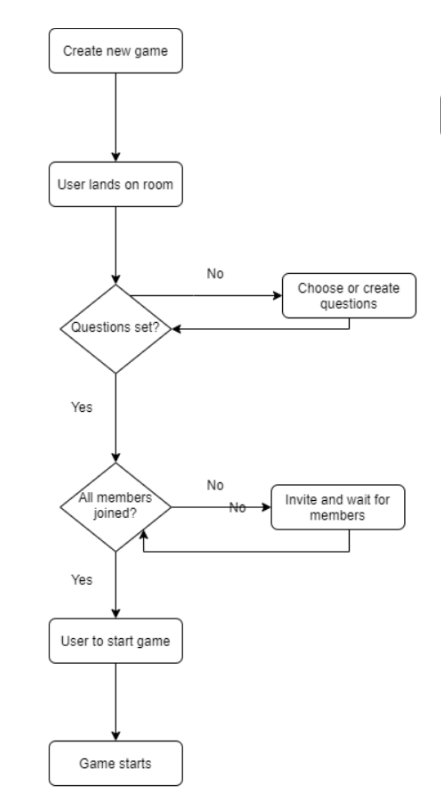 Create new game
User lands on room
No
Choose or create
questions
Questions set?
Yes
No
All members
joined?
No
Invite and wait for
members
Yes
User to start game
Game starts